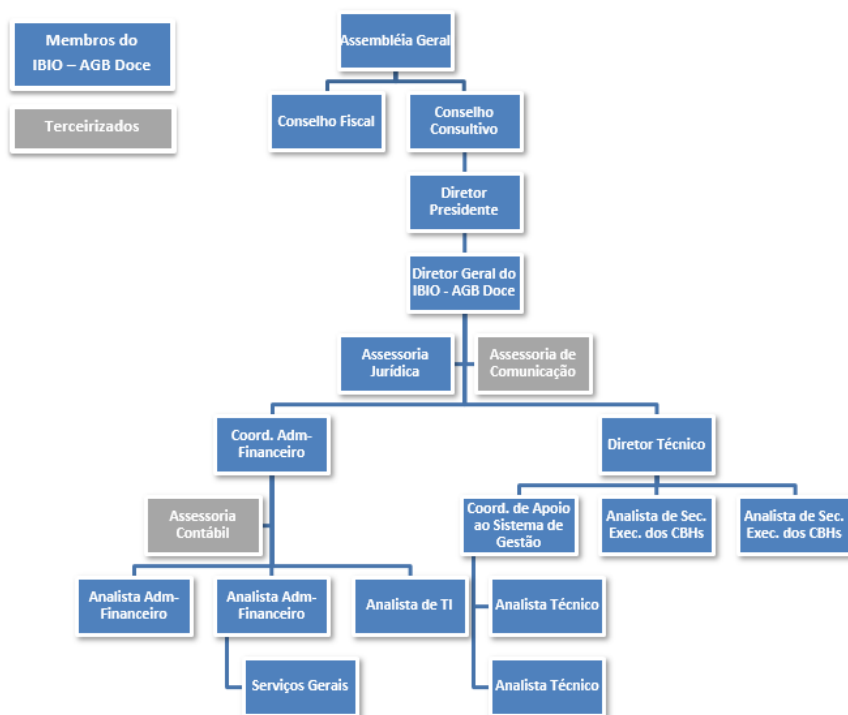 Membros do
IBIO – AGB Doce
Terceirizados
Assembléia Geral
Conselho Fiscal
Conselho
Consultivo
Diretor
Presidente
Diretor Geral do
IBIO - AGB Doce
Assessoria
Jurídica
Assessoria de
Comunicação
Coord. Adm-
Financeiro
Diretor Técnico
Assessoria
Contábil
Coord. de Apoio
ao Sistema de
Gestão
Analista de Sec.
Exec. dos CBHs
Analista de Sec.
Exec. dos CBHs
Analista Adm-
Financeiro
Analista Adm-
Financeiro
Analista de TI
Analista Técnico
Serviços Gerais
Analista Técnico